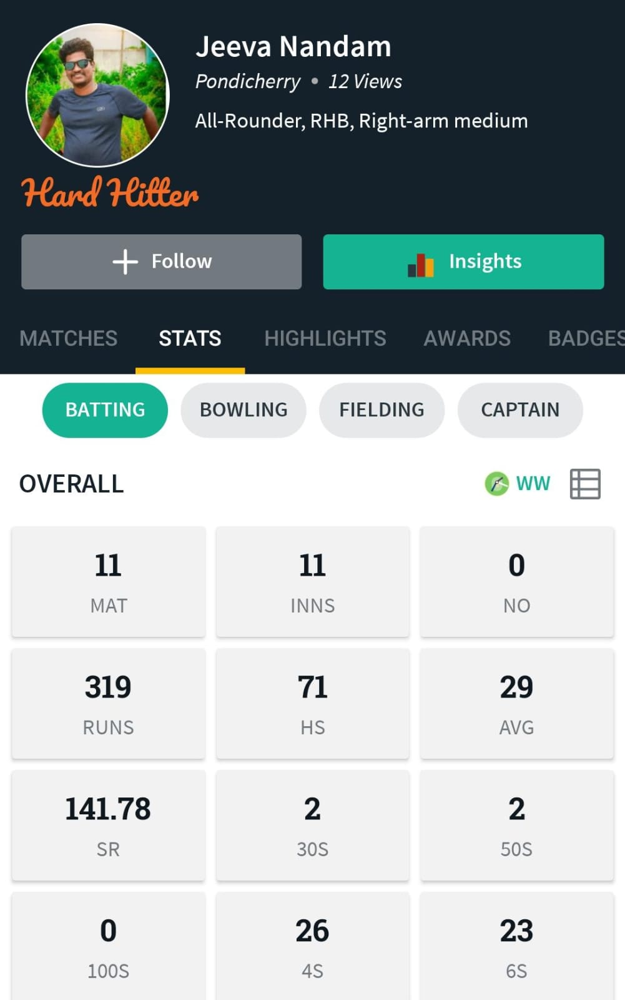 Jeeva Nandam
Pondicherry • 12 Views
All-Rounder, RHB, Right-arm medium
Hard Hitter
+ Follow
Insights
MATCHES STATS HIGHLIGHTS AWARDS BADGES
BATTING BOWLING FIELDING CAPTAIN
OVERALL WW
11 11 0
MAT INNS NO
319 71 29
RUNS HS AVG
141.78 2 2
SR 30S 50S
0 26 23
100S 4S 6S